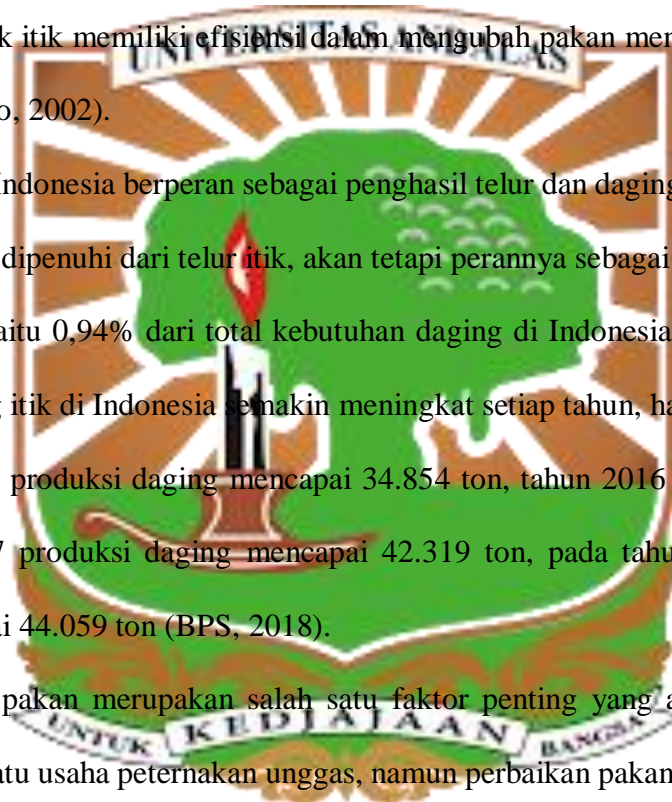 k itik memiliki efisiensi dalam mengubah pakan men
UNIVERSITAS ANDALAS
o, 2002).
Indonesia berperan sebagai penghasil telur dan daging
dipenuhi dari telur itik, akan tetapi perannya sebagai
aitu 0,94% dari total kebutuhan daging di Indonesia
g itik di Indonesia semakin meningkat setiap tahun, ha
produksi daging mencapai 34.854 ton, tahun 2016
7 produksi daging mencapai 42.319 ton, pada tahu
ai 44.059 ton (BPS, 2018).
pakan merupakan salah satu faktor penting yang a
UNTUK KEDJAJAAN BANGSA
atu usaha peternakan unggas, namun perbaikan pakan